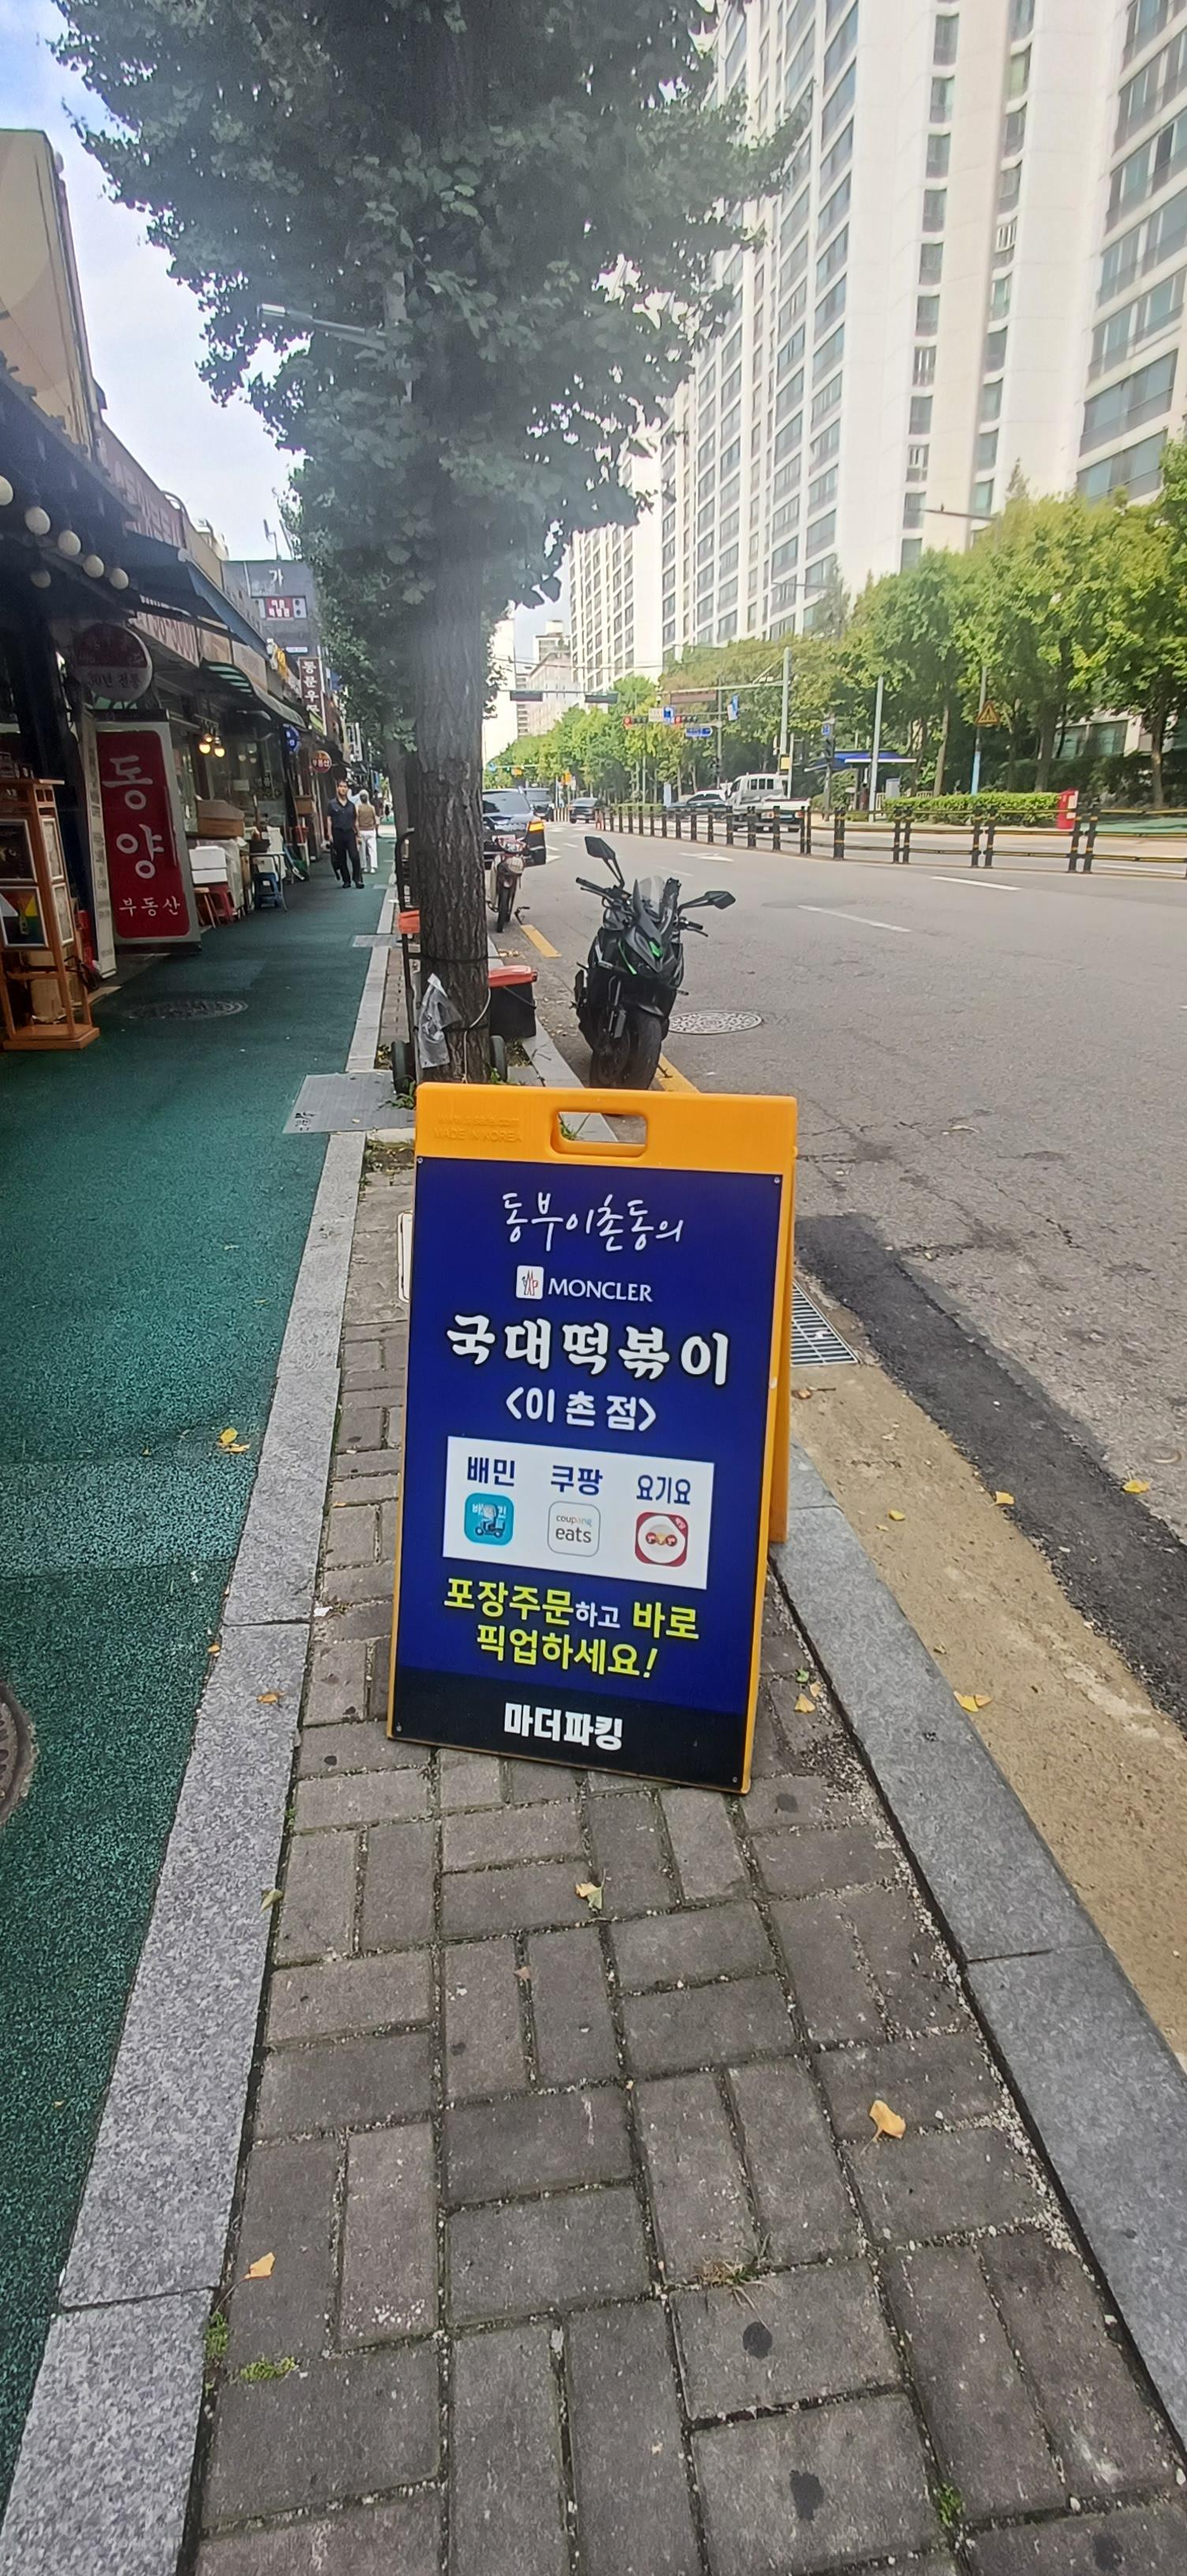 동양
부동산
동부이촌동의
MONCLER
국대떡볶이
<이촌점>
배민 쿠팡 요기요
coupang
eats
포장주문하고 바로
픽업하세요!
마더파킹
MADE IN KOREA